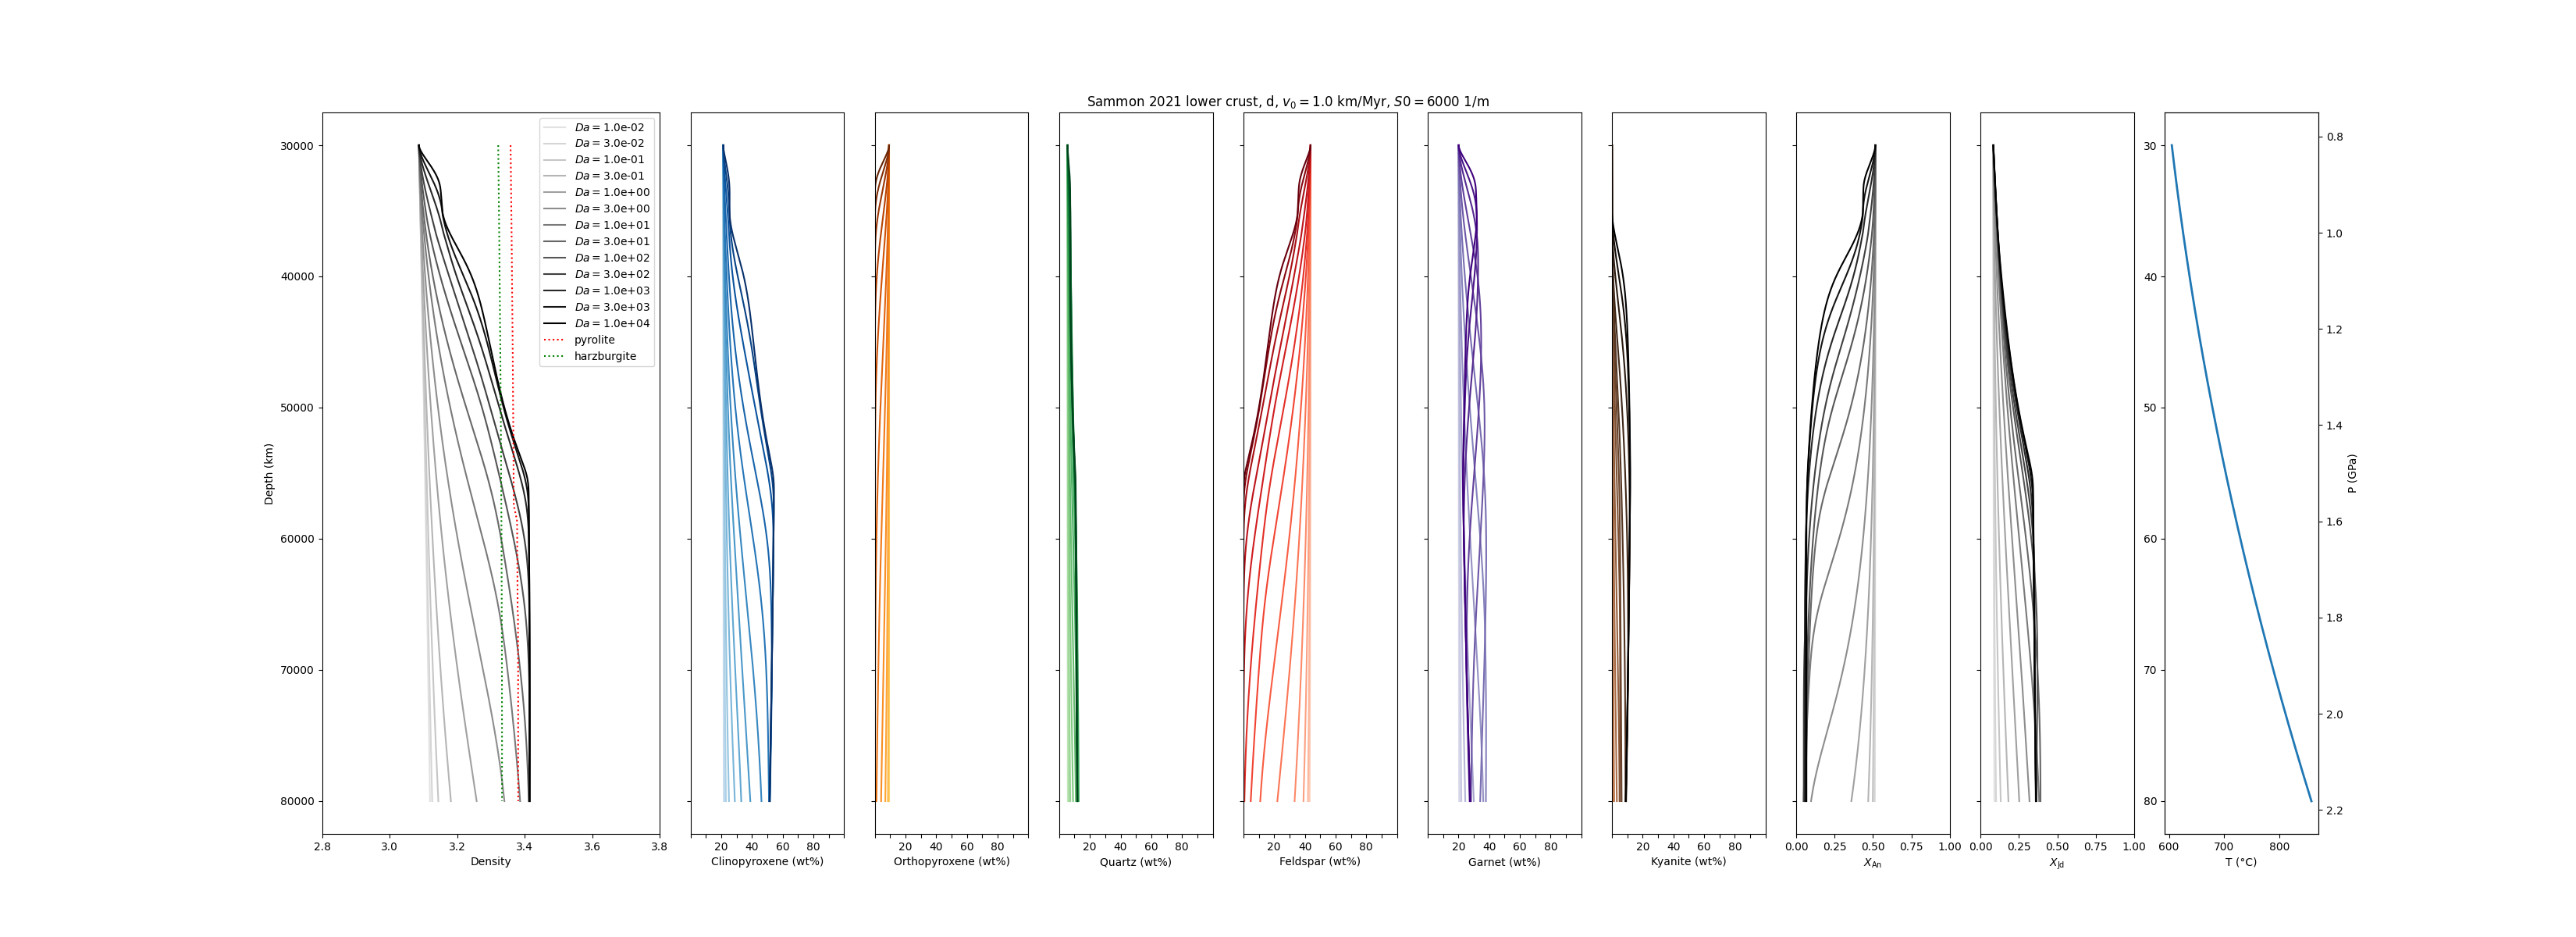 Sammon 2021 lower crust, d, v₀ = 1.0 km/Myr, S0 = 6000 1/m
Da = 1.0e-02
Da = 3.0e-02
Da = 1.0e-01
Da = 3.0e-01
Da = 1.0e+00
Da = 3.0e+00
Da = 1.0e+01
Da = 3.0e+01
Da = 1.0e+02
Da = 3.0e+02
Da = 1.0e+03
Da = 3.0e+03
Da = 1.0e+04
pyrolite
harzburgite
30000
40000
50000
60000
70000
80000
Depth (km)
2.8 3.0 3.2 3.4 3.6 3.8
Density
20 40 60 80
Clinopyroxene (wt%)
20 40 60 80
Orthopyroxene (wt%)
20 40 60 80
Quartz (wt%)
20 40 60 80
Feldspar (wt%)
20 40 60 80
Garnet (wt%)
20 40 60 80
Kyanite (wt%)
0.00 0.25 0.50 0.75 1.00
X_An
0.00 0.25 0.50 0.75 1.00
X_Jd
30
40
50
60
70
80
600 700 800
T (°C)
0.8
1.0
1.2
1.4
1.6
1.8
2.0
2.2
P (GPa)